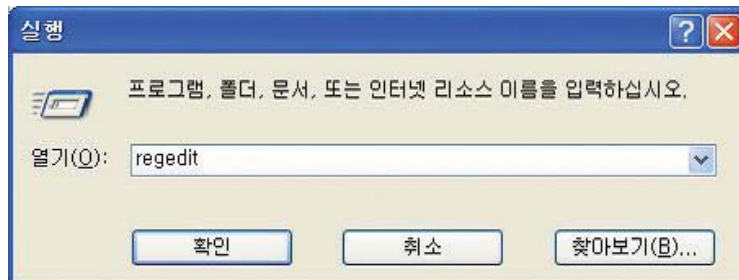 실행
프로그램, 폴더, 문서, 또는 인터넷 리소스 이름을 입력하십시오.
열기(O): regedit
확인 취소 찾아보기(B)...